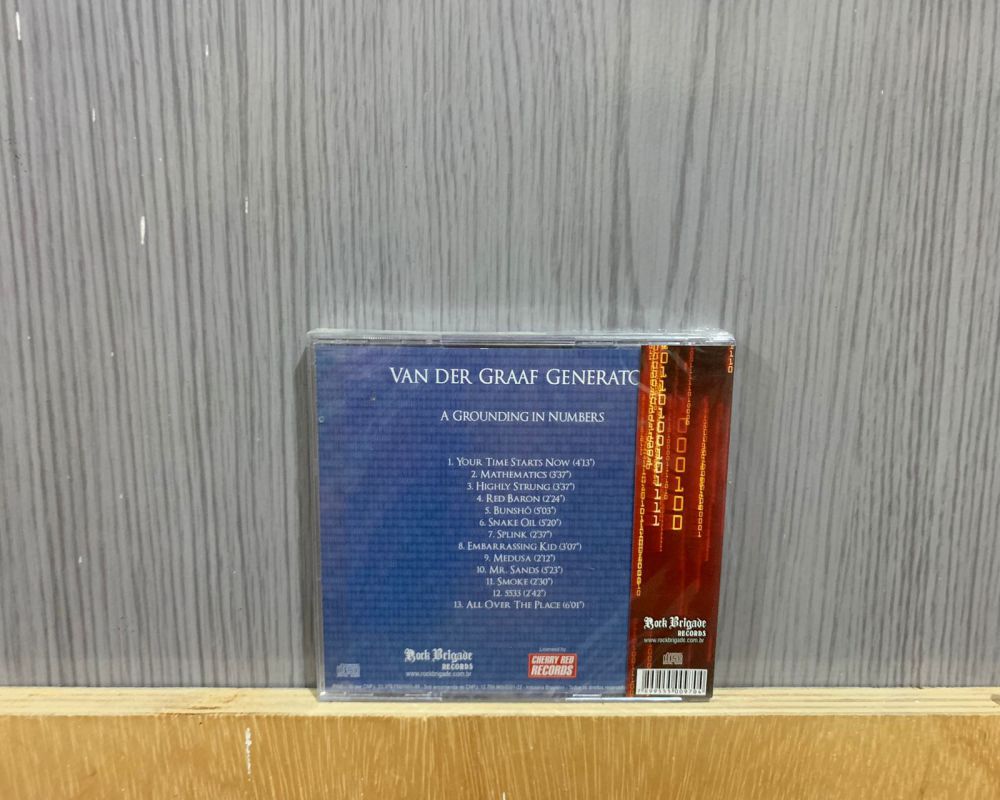 VAN DER GRAAF GENERATO
A GROUNDING IN NUMBERS
1. YOUR TIME STARTS NOW (4'13")
2. MATHEMATICS (3'37")
3. HIGHLY STRUNG (3'37")
4. RED BARON (2'24")
5. BUNSHÔ (5'03")
6. SNAKE OIL (5'20")
7. SPLINK (2'37")
8. EMBARRASSING KID (3'07")
9. MEDUSA (2'12")
10. MR. SANDS (5'23")
11. SMOKE (2'30")
12. 5533 (2'42")
13. ALL OVER THE PLACE (6'01")
Rock Brigade
RECORDS
www.rockbrigade.com.br
Licensed by
CHERRY RED
RECORDS
000100
Rock Brigade
RECORDS
www.rockbrigade.com.br